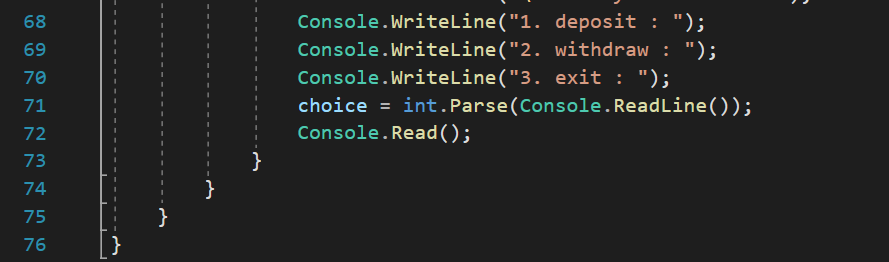 68 Console.WriteLine("1. deposit : ");
69 Console.WriteLine("2. withdraw : ");
70 Console.WriteLine("3. exit : ");
71 choice = int.Parse(Console.ReadLine());
72 Console.Read();
73 }
74 }
75 }
76 }